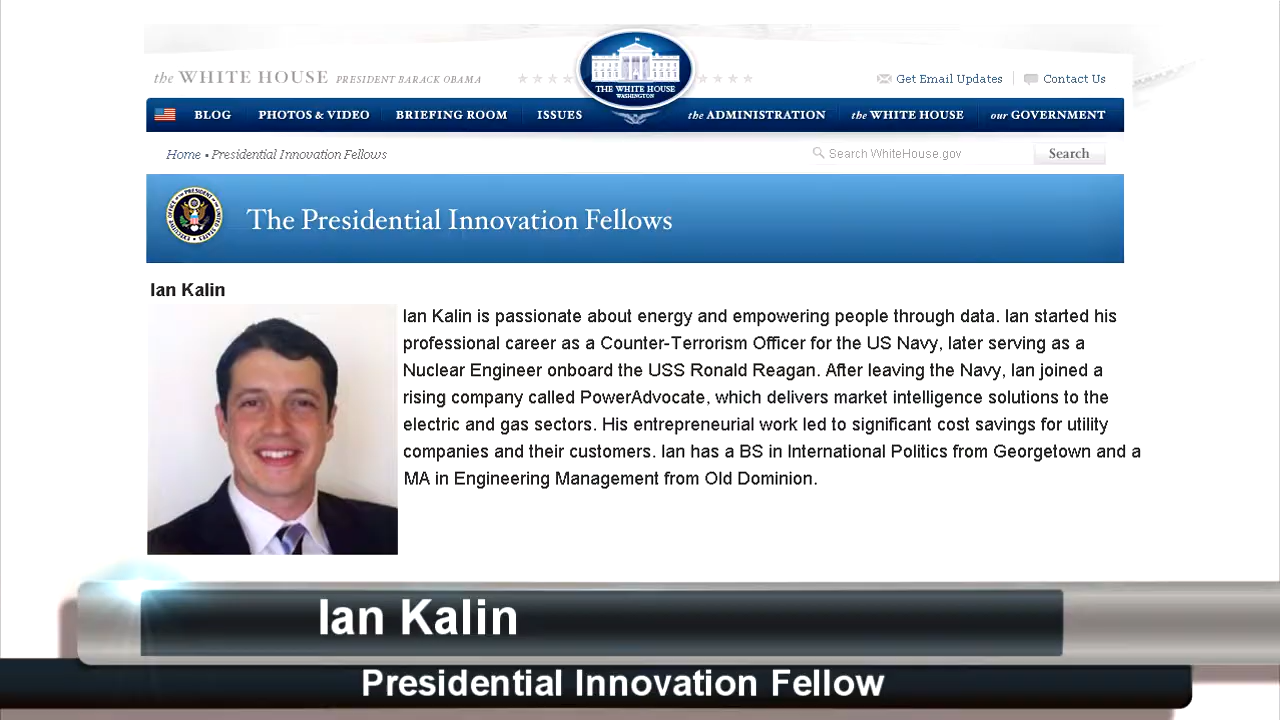 the WHITE HOUSE PRESIDENT BARACK OBAMA
THE WHITE HOUSE
WASHINGTON
Get Email Updates
Contact Us
BLOG PHOTOS & VIDEO BRIEFING ROOM ISSUES the ADMINISTRATION the WHITE HOUSE our GOVERNMENT
Home • Presidential Innovation Fellows
Search WhiteHouse.gov
Search
The Presidential Innovation Fellows
Ian Kalin
Ian Kalin is passionate about energy and empowering people through data. Ian started his
professional career as a Counter-Terrorism Officer for the US Navy, later serving as a
Nuclear Engineer onboard the USS Ronald Reagan. After leaving the Navy, Ian joined a
rising company called PowerAdvocate, which delivers market intelligence solutions to the
electric and gas sectors. His entrepreneurial work led to significant cost savings for utility
companies and their customers. Ian has a BS in International Politics from Georgetown and a
MA in Engineering Management from Old Dominion.
Ian Kalin
Presidential Innovation Fellow